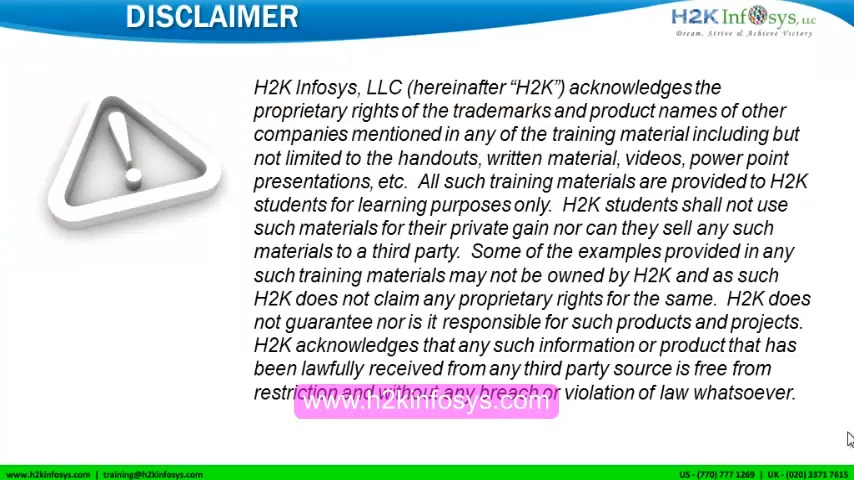 DISCLAIMER
H2K Infosys, LLC
Dream, Strive & Achieve Victory
H2K Infosys, LLC (hereinafter “H2K”) acknowledges the
proprietary rights of the trademarks and product names of other
companies mentioned in any of the training material including but
not limited to the handouts, written material, videos, power point
presentations, etc. All such training materials are provided to H2K
students for learning purposes only. H2K students shall not use
such materials for their private gain nor can they sell any such
materials to a third party. Some of the examples provided in any
such training materials may not be owned by H2K and as such
H2K does not claim any proprietary rights for the same. H2K does
not guarantee nor is it responsible for such products and projects.
H2K acknowledges that any such information or product that has
been lawfully received from any third party source is free from
restriction and without any breach or violation of law whatsoever.
www.h2kinfosys.com
www.h2kinfosys.com | training@h2kinfosys.com
US - (770) 777 1269 | UK - (020) 3371 7615